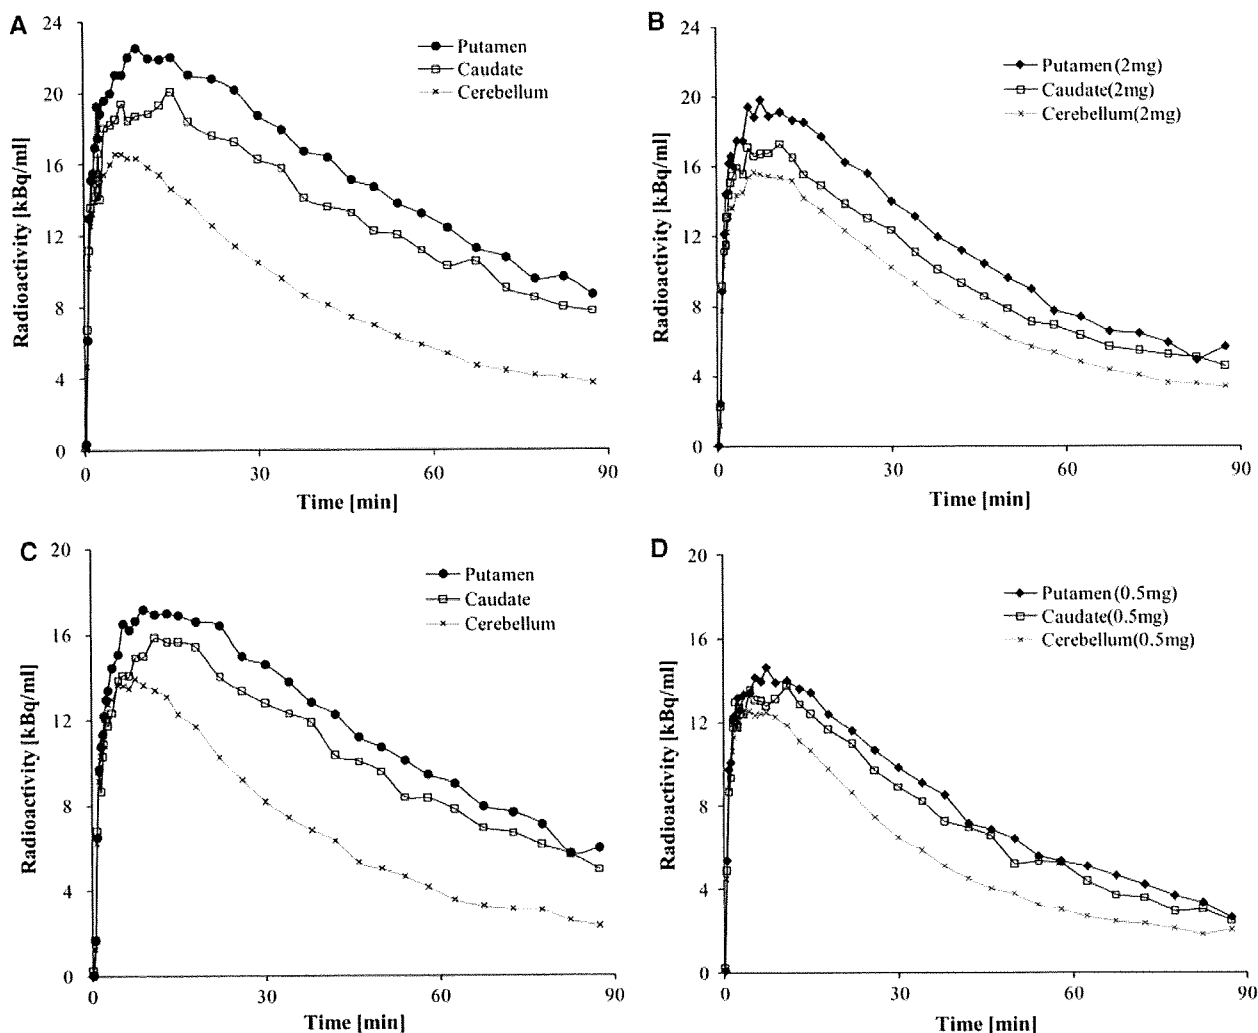 A
Putamen
Caudate
Cerebellum
24
20
16
12
8
4
0
0
30
60
90
Radioactivity [kBq/ml]
Time [min]
B
Putamen(2mg)
Caudate(2mg)
Cerebellum(2mg)
24
20
16
12
8
4
0
0
30
60
90
Radioactivity [kBq/ml]
Time [min]
C
Putamen
Caudate
Cerebellum
20
16
12
8
4
0
0
30
60
90
Radioactivity [kBq/ml]
Time [min]
D
Putamen(0.5mg)
Caudate(0.5mg)
Cerebellum(0.5mg)
20
16
12
8
4
0
0
30
60
90
Radioactivity [kBq/ml]
Time [min]